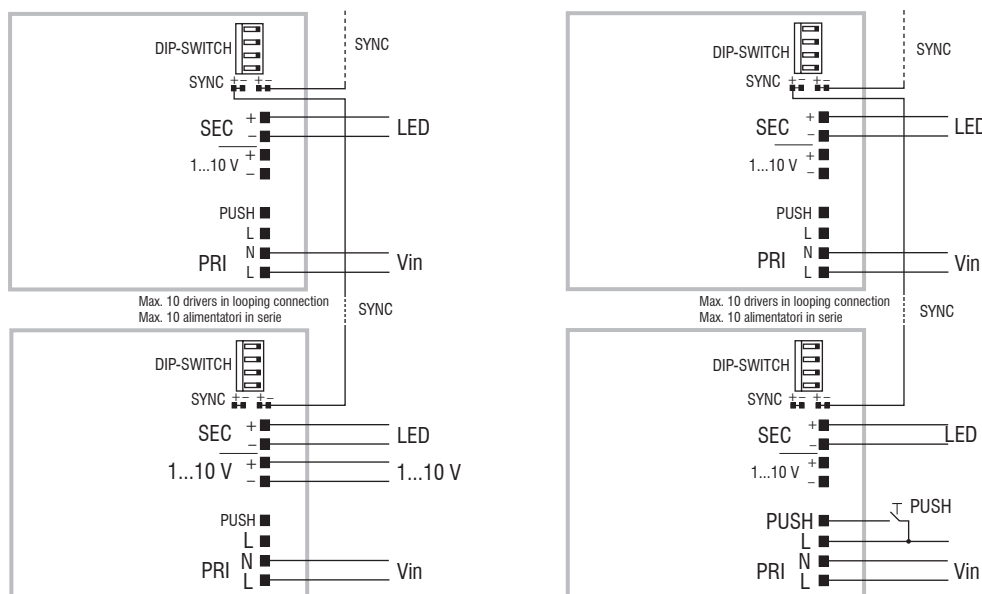 DIP-SWITCH
SYNC
SYNC + - + -
SEC + LED
-
1...10 V +
-
PUSH
L
PRI N Vin
L
Max. 10 drivers in looping connection
Max. 10 alimentatori in serie
SYNC
DIP-SWITCH
SYNC + - + -
SEC + LED
-
1...10 V + 1...10 V
-
PUSH
L
PRI N Vin
L
DIP-SWITCH
SYNC
SYNC + - + -
SEC + LED
-
1...10 V +
-
PUSH
L
PRI N Vin
L
Max. 10 drivers in looping connection
Max. 10 alimentatori in serie
SYNC
DIP-SWITCH
SYNC + - + -
SEC + LED
-
1...10 V +
-
PUSH PUSH
L
PRI N Vin
L